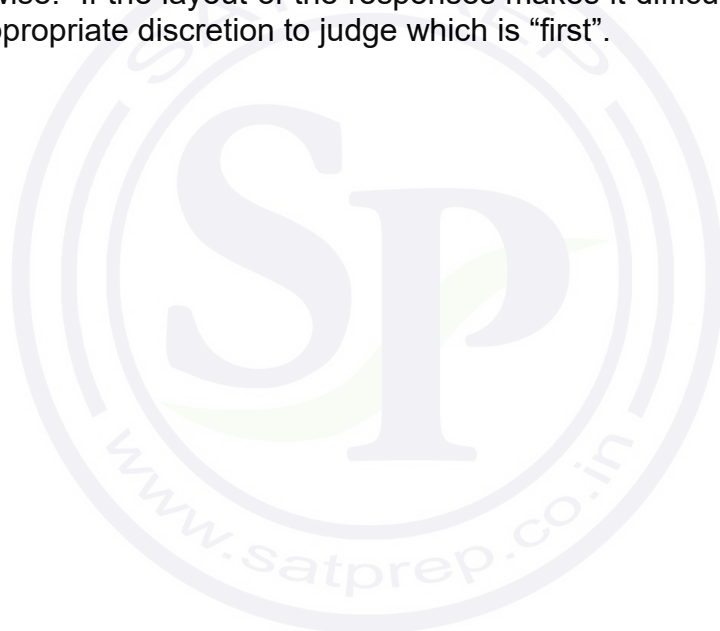 wise. If the layout of the responses makes it difficu
propriate discretion to judge which is “first”.
SP
www.satprep.co.in